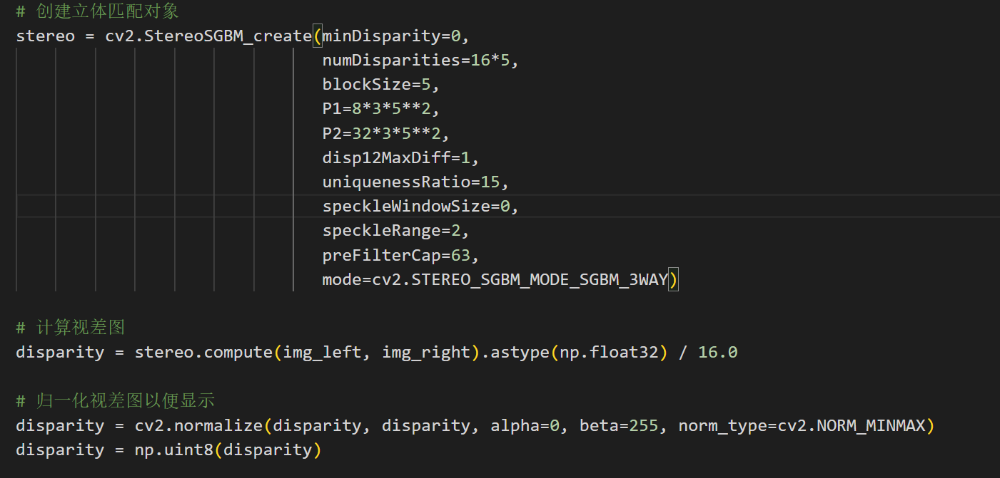 # 创建立体匹配对象
stereo = cv2.StereoSGBM_create(minDisparity=0,
numDisparities=16*5,
blockSize=5,
P1=8*3*5**2,
P2=32*3*5**2,
disp12MaxDiff=1,
uniquenessRatio=15,
speckleWindowSize=0,
speckleRange=2,
preFilterCap=63,
mode=cv2.STEREO_SGBM_MODE_SGBM_3WAY)
# 计算视差图
disparity = stereo.compute(img_left, img_right).astype(np.float32) / 16.0
# 归一化视差图以便显示
disparity = cv2.normalize(disparity, disparity, alpha=0, beta=255, norm_type=cv2.NORM_MINMAX)
disparity = np.uint8(disparity)